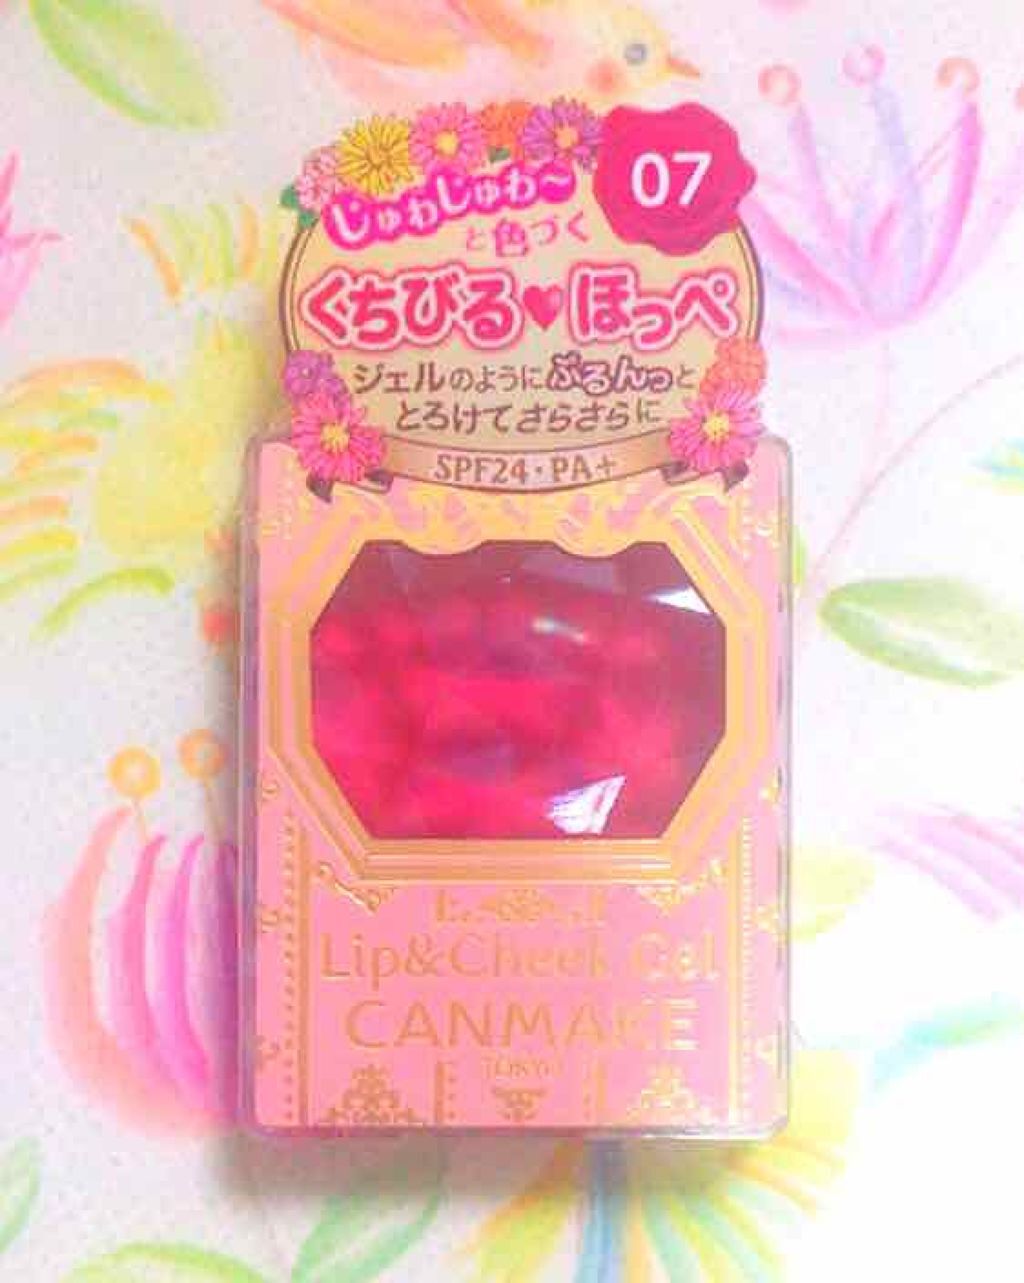 07
じゅわじゅわ〜
と色づく
くちびる♥ほっぺ
ジェルのようにぷるんっと
とろけてさらさらに
SPF24・PA+
Lip&Cheek Gel
CANMAKE
TOKYO